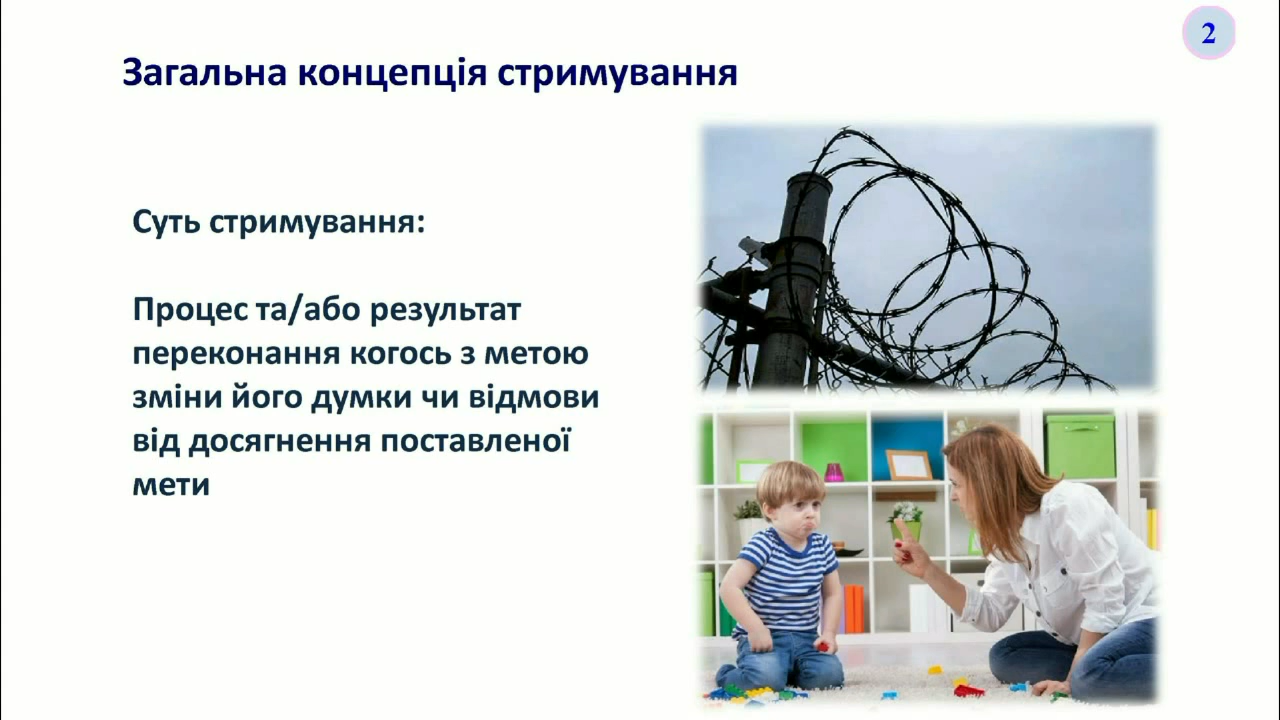 2
Загальна концепція стримування
Суть стримування:
Процес та/або результат
переконання когось з метою
зміни його думки чи відмови
від досягнення поставленої
мети